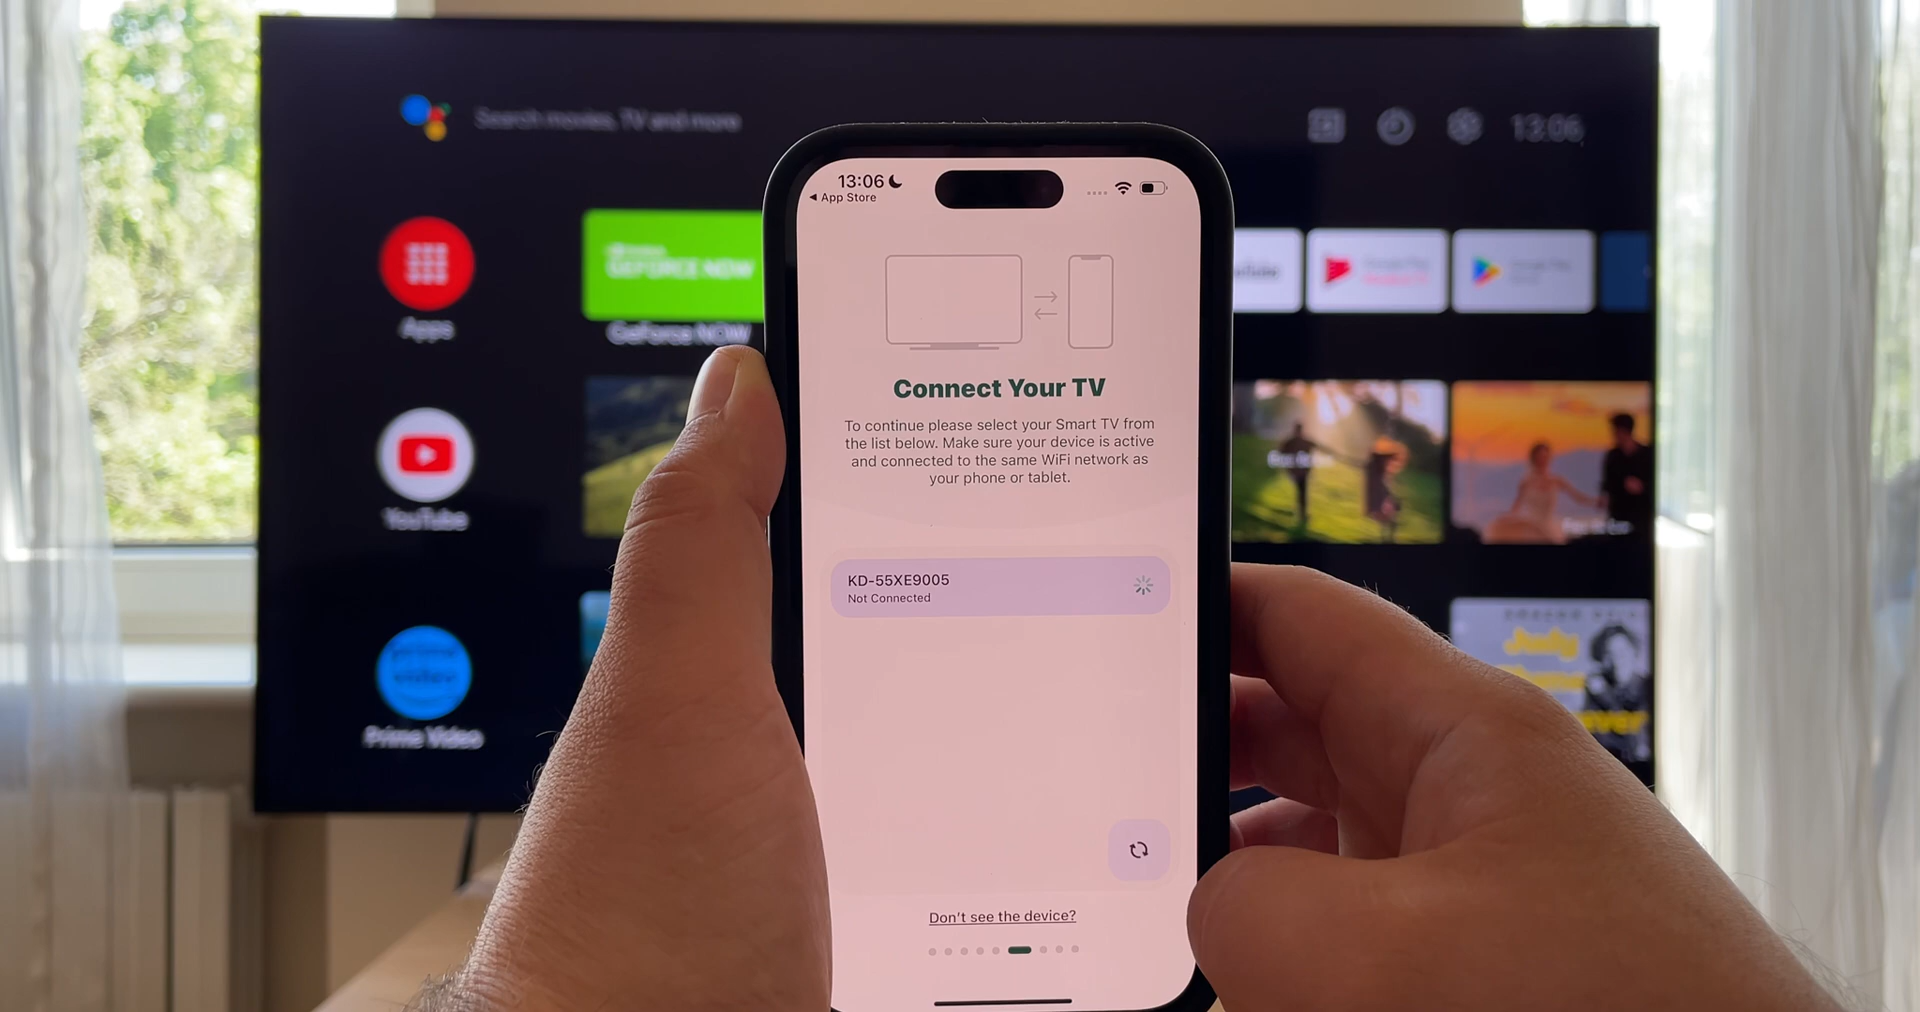 Search movies, TV and more
13:06
Apps
GEFORCE NOW
GeForce NOW
YouTube
Prime Video
13:06
App Store
Connect Your TV
To continue please select your Smart TV from
the list below. Make sure your device is active
and connected to the same WiFi network as
your phone or tablet.
KD-55XE9005
Not Connected
Don't see the device?